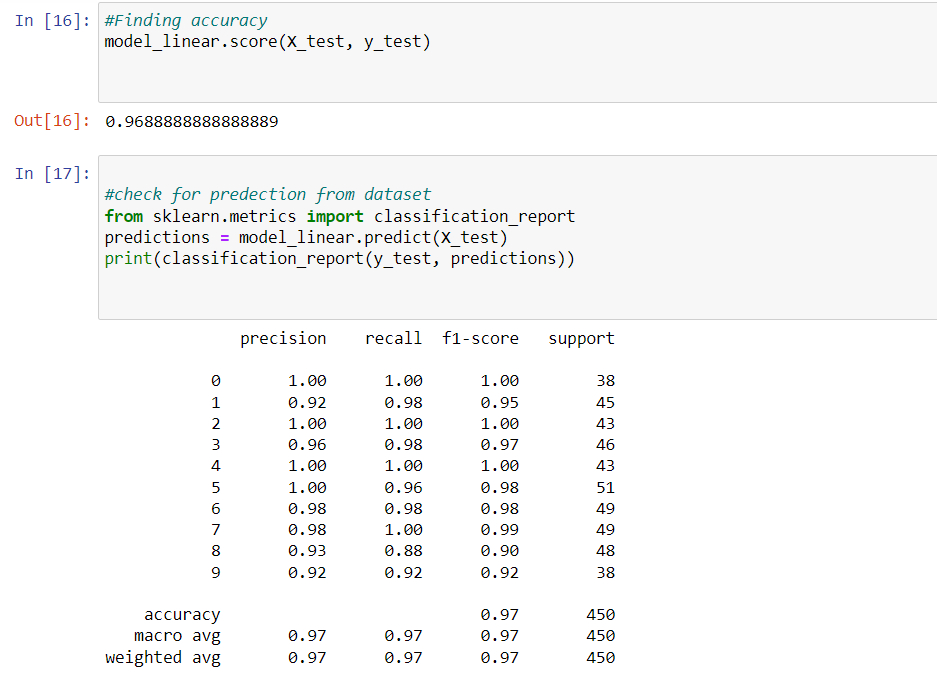 In [16]: #Finding accuracy
model_linear.score(X_test, y_test)
Out[16]: 0.9688888888888889
In [17]:
#check for predection from dataset
from sklearn.metrics import classification_report
predictions = model_linear.predict(X_test)
print(classification_report(y_test, predictions))
precision recall f1-score support
0 1.00 1.00 1.00 38
1 0.92 0.98 0.95 45
2 1.00 1.00 1.00 43
3 0.96 0.98 0.97 46
4 1.00 1.00 1.00 43
5 1.00 0.96 0.98 51
6 0.98 0.98 0.98 49
7 0.98 1.00 0.99 49
8 0.93 0.88 0.90 48
9 0.92 0.92 0.92 38
accuracy 0.97 450
macro avg 0.97 0.97 0.97 450
weighted avg 0.97 0.97 0.97 450